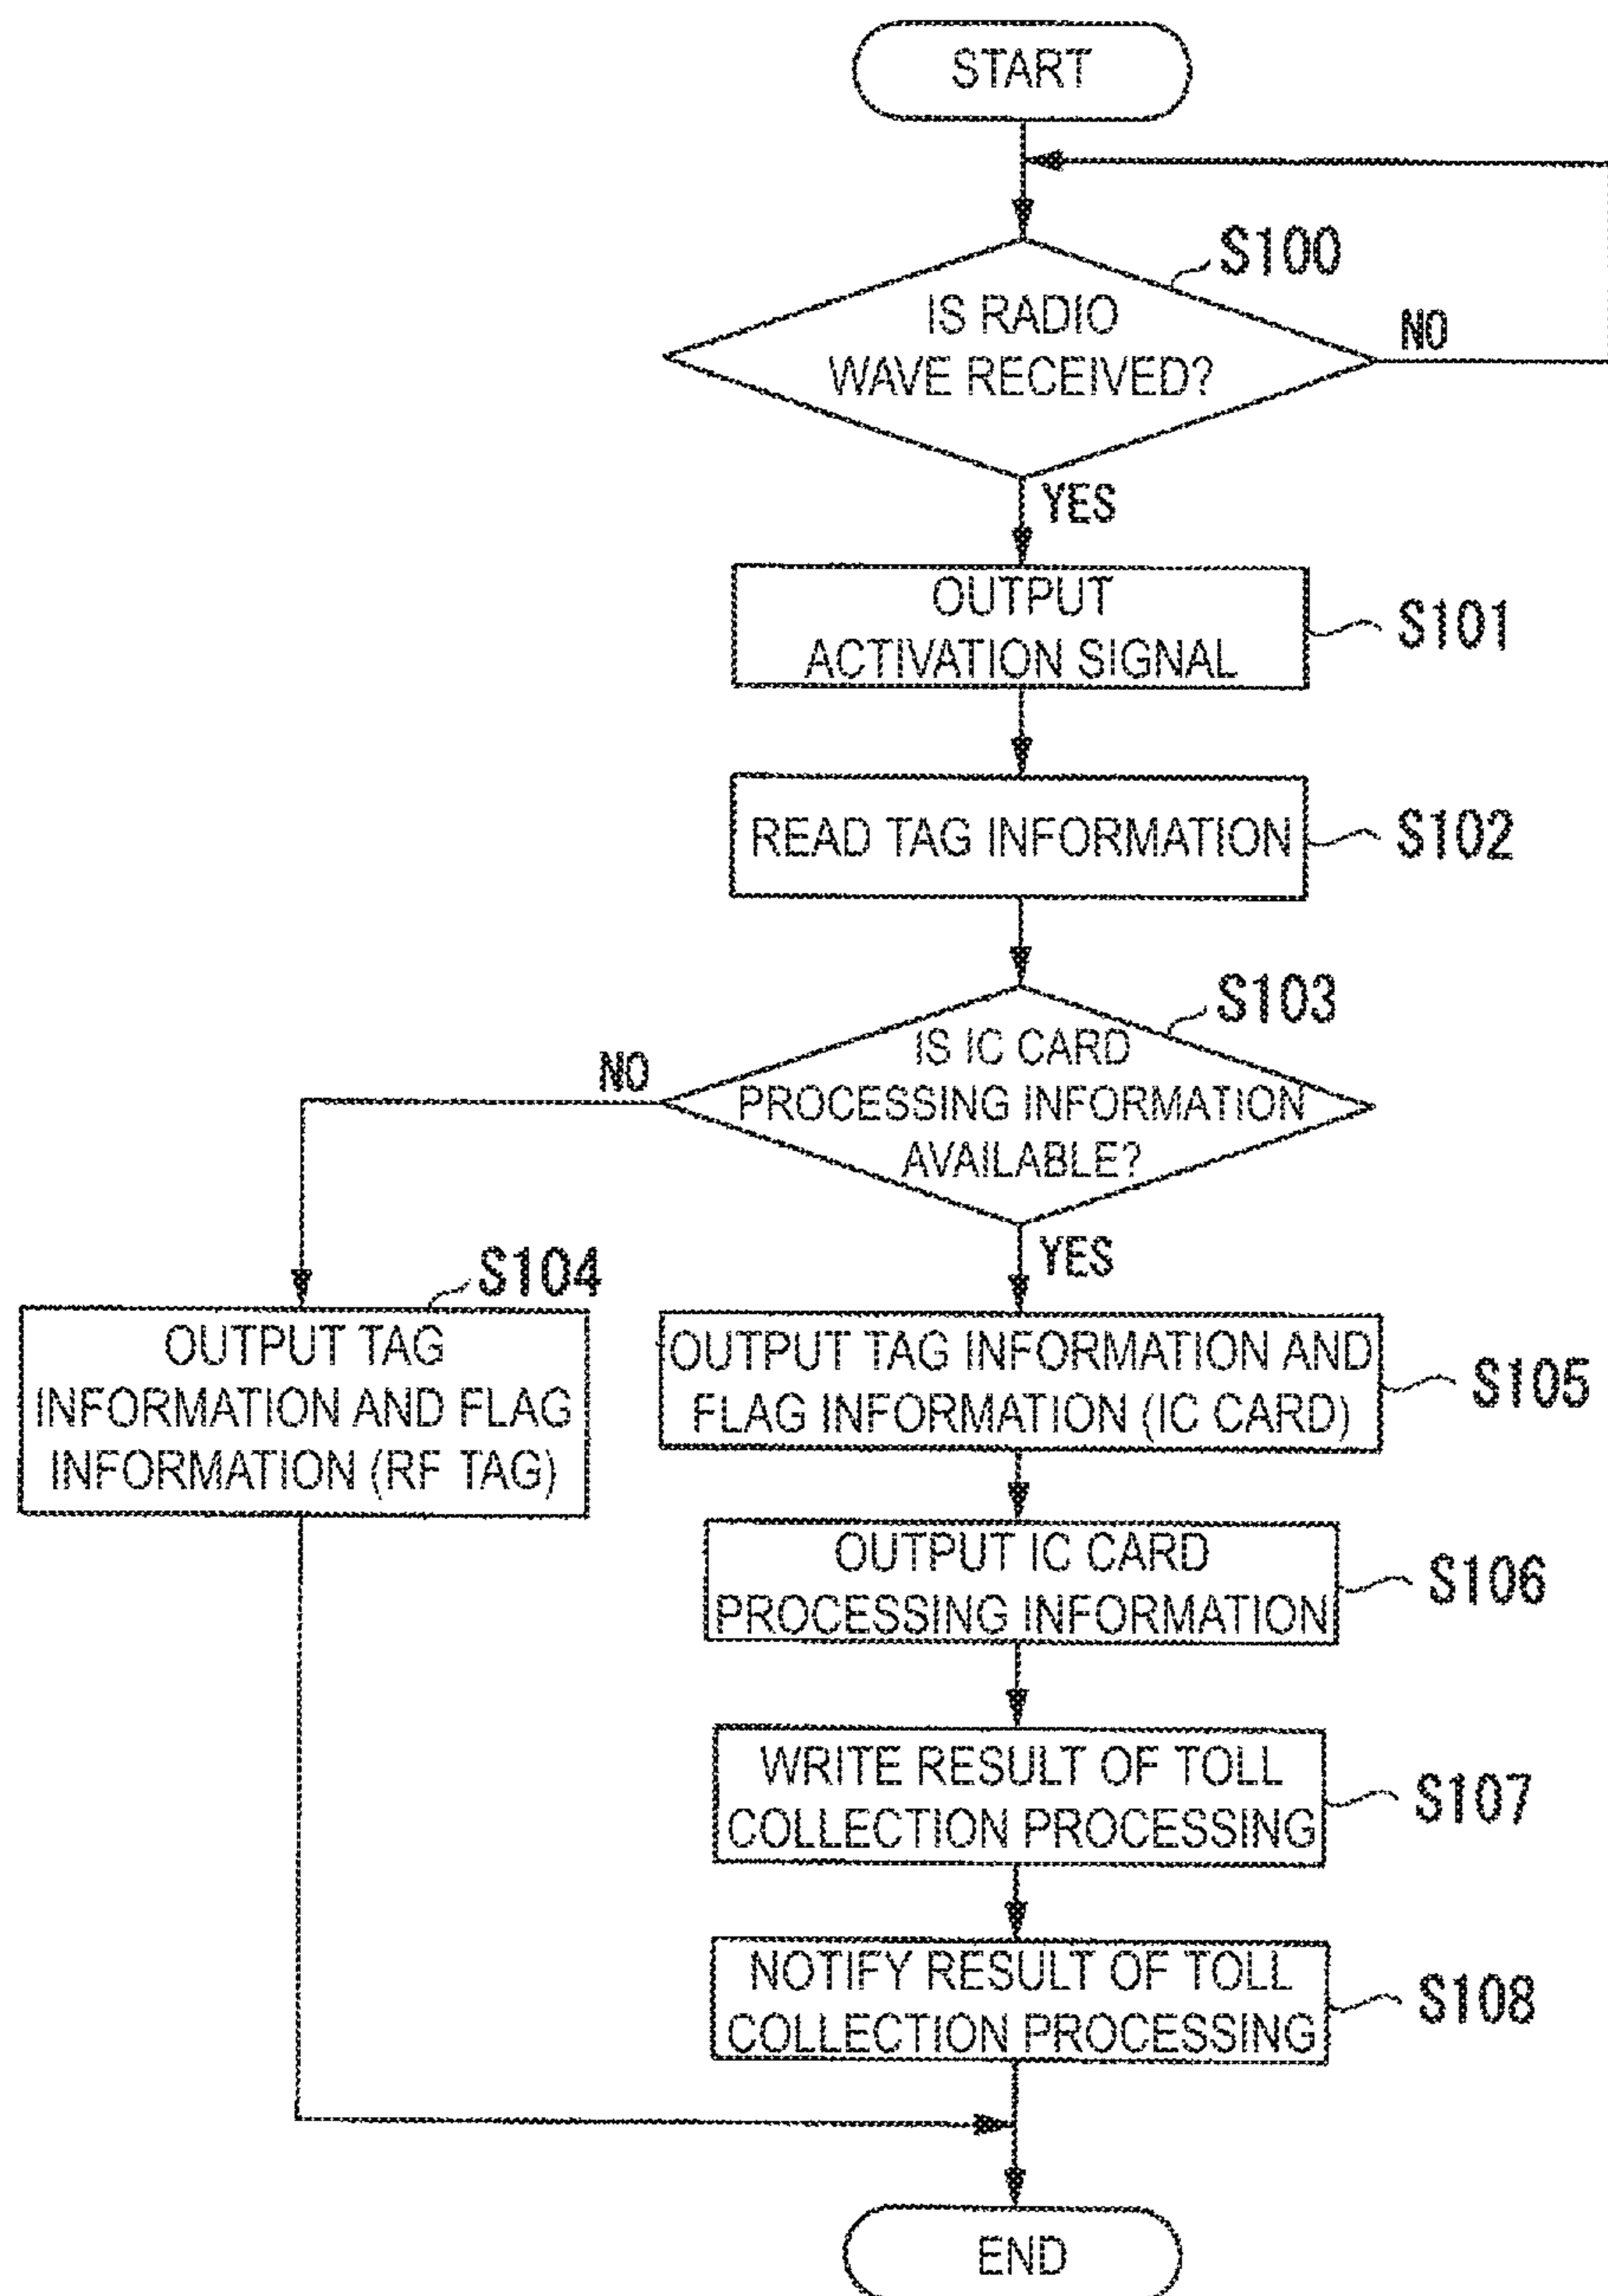 START
S100
IS RADIO
WAVE RECEIVED?
NO
YES
OUTPUT
ACTIVATION SIGNAL
S101
READ TAG INFORMATION
S102
S103
IS IC CARD
PROCESSING INFORMATION
AVAILABLE?
NO
YES
S104
OUTPUT TAG
INFORMATION AND FLAG
INFORMATION (RF TAG)
OUTPUT TAG INFORMATION AND
FLAG INFORMATION (IC CARD)
S105
OUTPUT IC CARD
PROCESSING INFORMATION
S106
WRITE RESULT OF TOLL
COLLECTION PROCESSING
S107
NOTIFY RESULT OF TOLL
COLLECTION PROCESSING
S108
END